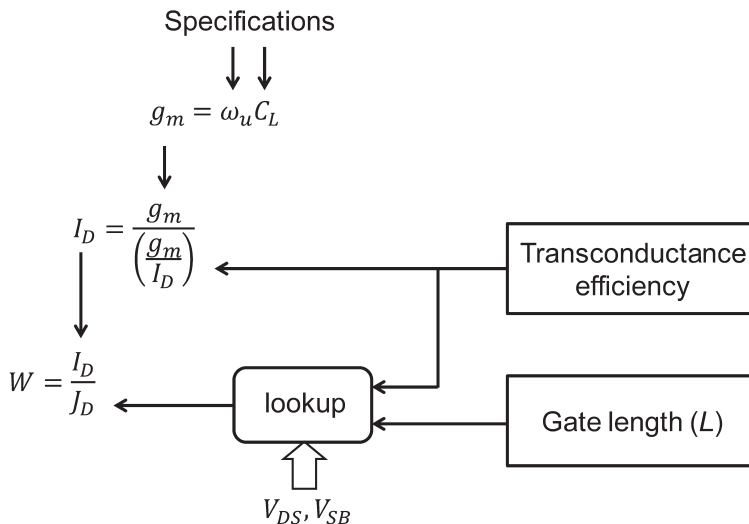 Specifications
g_m = ω_u C_L
I_D = g_m / (g_m / I_D)
Transconductance
efficiency
W = I_D / J_D
lookup
Gate length (L)
V_DS, V_SB